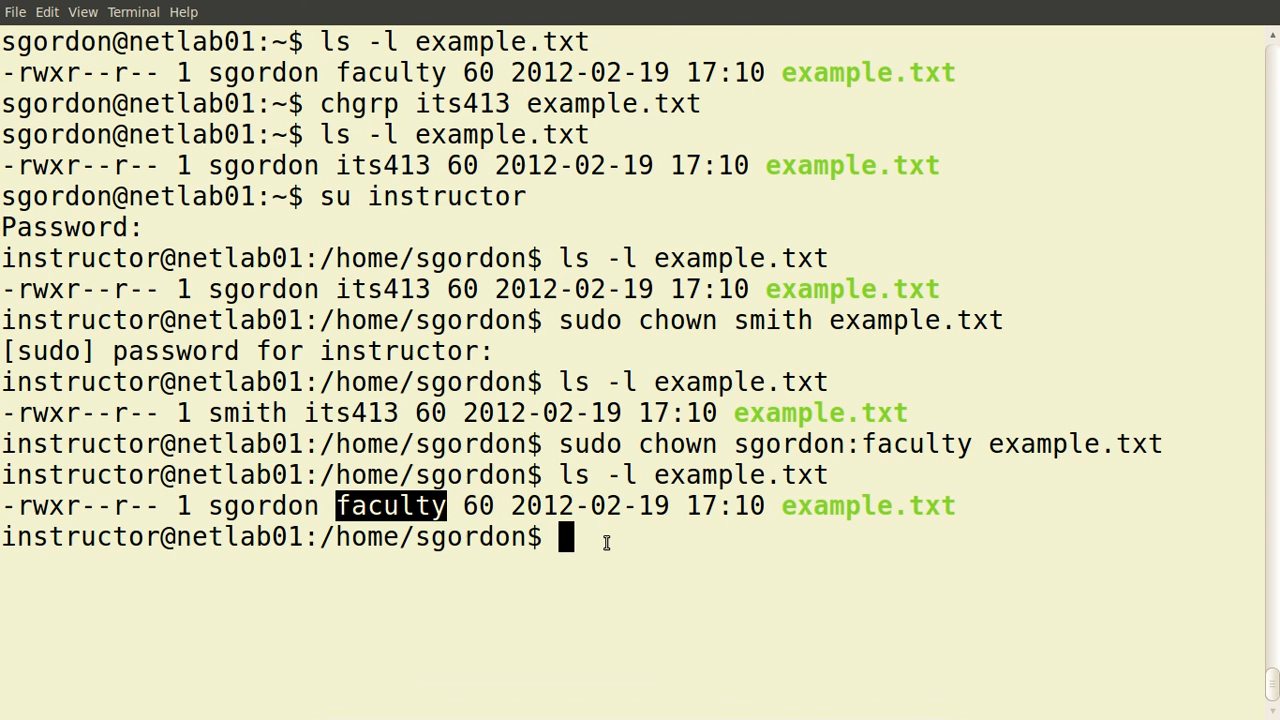 File Edit View Terminal Help
sgordon@netlab01:~$ ls -l example.txt
-rwxr--r-- 1 sgordon faculty 60 2012-02-19 17:10 example.txt
sgordon@netlab01:~$ chgrp its413 example.txt
sgordon@netlab01:~$ ls -l example.txt
-rwxr--r-- 1 sgordon its413 60 2012-02-19 17:10 example.txt
sgordon@netlab01:~$ su instructor
Password:
instructor@netlab01:/home/sgordon$ ls -l example.txt
-rwxr--r-- 1 sgordon its413 60 2012-02-19 17:10 example.txt
instructor@netlab01:/home/sgordon$ sudo chown smith example.txt
[sudo] password for instructor:
instructor@netlab01:/home/sgordon$ ls -l example.txt
-rwxr--r-- 1 smith its413 60 2012-02-19 17:10 example.txt
instructor@netlab01:/home/sgordon$ sudo chown sgordon:faculty example.txt
instructor@netlab01:/home/sgordon$ ls -l example.txt
-rwxr--r-- 1 sgordon faculty 60 2012-02-19 17:10 example.txt
instructor@netlab01:/home/sgordon$